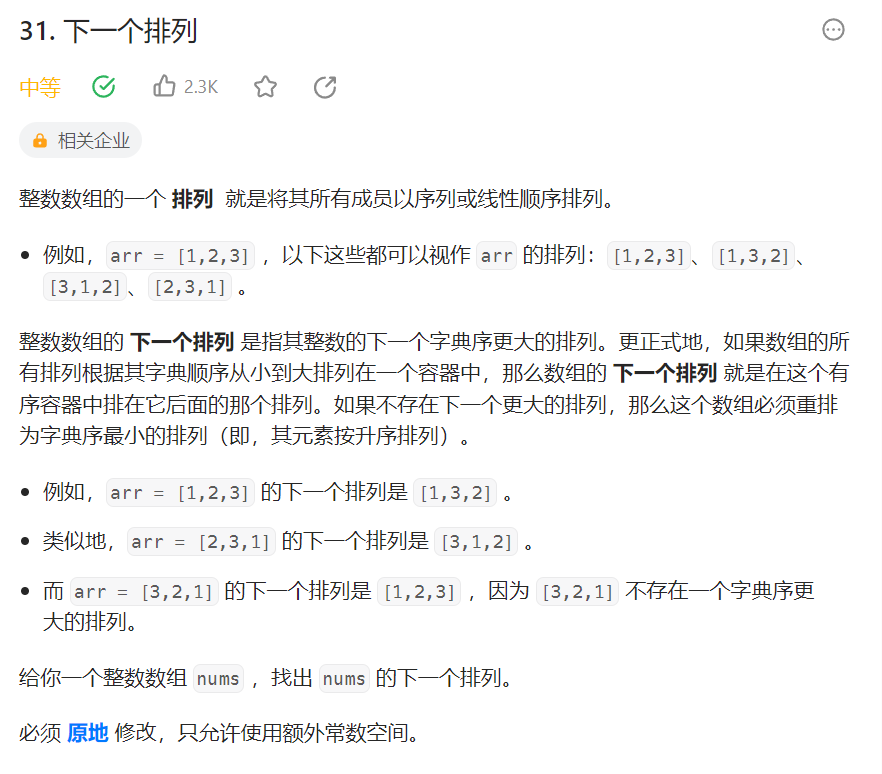 31. 下一个排列
中等 2.3K
相关企业
整数数组的一个 排列 就是将其所有成员以序列或线性顺序排列。
例如，arr = [1,2,3] ，以下这些都可以视作 arr 的排列：[1,2,3]、[1,3,2]、
[3,1,2]、[2,3,1] 。
整数数组的 下一个排列 是指其整数的下一个字典序更大的排列。更正式地，如果数组的所
有排列根据其字典顺序从小到大排列在一个容器中，那么数组的 下一个排列 就是在这个有
序容器中排在它后面的那个排列。如果不存在下一个更大的排列，那么这个数组必须重排
为字典序最小的排列（即，其元素按升序排列）。
例如，arr = [1,2,3] 的下一个排列是 [1,3,2] 。
类似地，arr = [2,3,1] 的下一个排列是 [3,1,2] 。
而 arr = [3,2,1] 的下一个排列是 [1,2,3] ，因为 [3,2,1] 不存在一个字典序更
大的排列。
给你一个整数数组 nums ，找出 nums 的下一个排列。
必须 原地 修改，只允许使用额外常数空间。